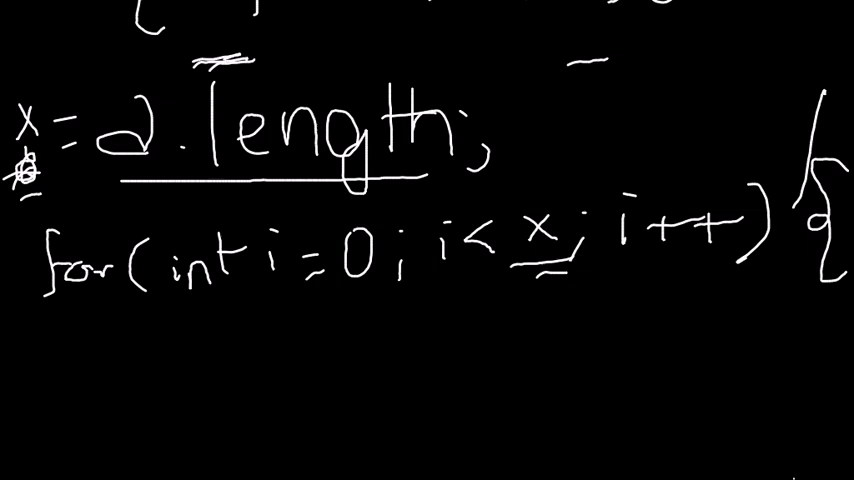 x = a.length;
for(int i = 0; i < x; i++) {